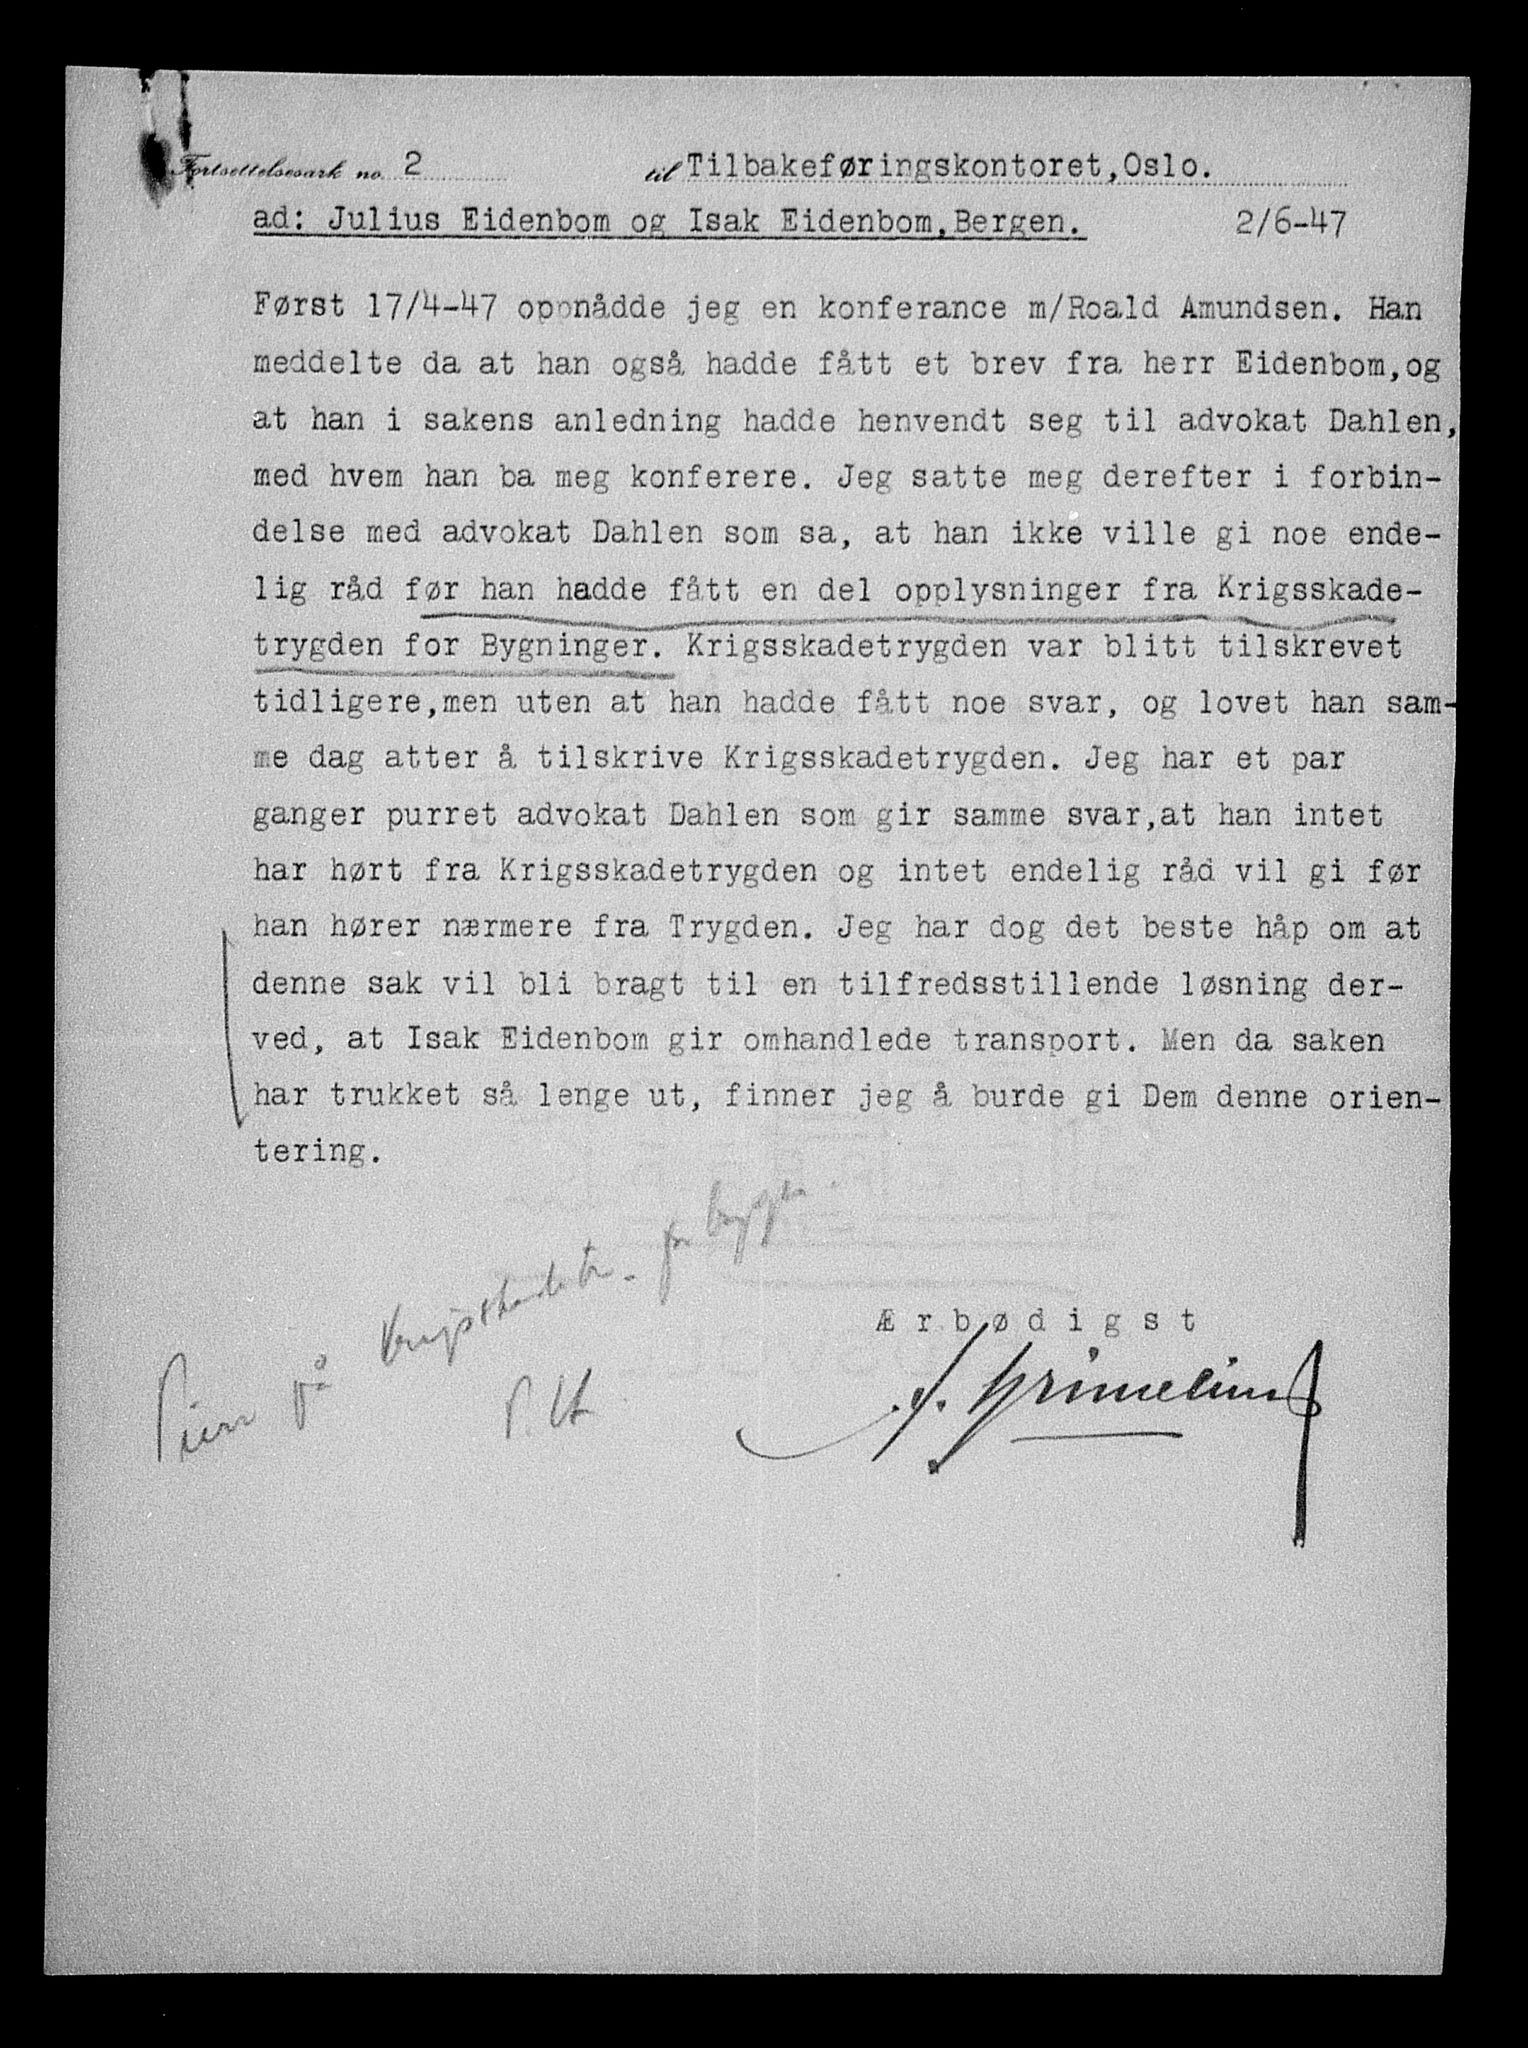 Fortsettelsesark no. 2 til Tilbakeføringskontoret,Oslo.
ad: Julius Eidenbom og Isak Eidenbom,Bergen. 2/6-47
Først 17/4-47 oponådde jeg en konferance m/Roald Amundsen. Han
meddelte da at han også hadde fått et brev fra herr Eidenbom,og
at han i sakens anledning hadde henvendt seg til advokat Dahlen,
med hvem han ba meg konferere. Jeg satte meg derefter i forbin-
delse med advokat Dahlen som sa, at han ikke ville gi noe ende-
lig råd før han hadde fått en del opplysninger fra Krigsskade-
trygden for Bygninger. Krigsskadetrygden var blitt tilskrevet
tidligere,men uten at han hadde fått noe svar, og lovet han sam-
me dag atter å tilskrive Krigsskadetrygden. Jeg har et par
ganger purret advokat Dahlen som gir samme svar,at han intet
har hørt fra Krigsskadetrygden og intet endelig råd vil gi før
han hører nærmere fra Trygden. Jeg har dog det beste håp om at
denne sak vil bli bragt til en tilfredsstillende løsning der-
ved, at Isak Eidenbom gir omhandlede transport. Men da saken
har trukket så lenge ut, finner jeg å burde gi Dem denne orien-
tering.
på Krigsskadetr. for bygn.
Ærbødigst
Grimelund